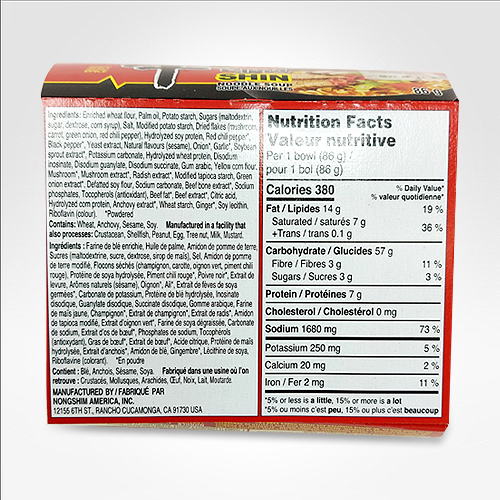 SHIN
NOODLE SOUP
SOUPE AUX NOUILLES
86 g
Ingredients: Enriched wheat flour, Palm oil, Potato starch, Sugars (maltodextrin,
sugar, dextrose, corn syrup), Salt, Modified potato starch, Dried flakes (mushroom,
carrot, green onion, red chili pepper), Hydrolyzed soy protein, Red chili pepper*,
Black pepper*, Yeast extract, Natural flavours (sesame), Onion*, Garlic*, Soybean
sprout extract*, Potassium carbonate, Hydrolyzed wheat protein, Disodium
inosinate, Disodium guanylate, Disodium succinate, Gum arabic, Yellow corn flour,
Mushroom*, Mushroom extract*, Radish extract*, Modified tapioca starch, Green
onion extract*, Defatted soy flour, Sodium carbonate, Beef bone extract*, Sodium
phosphates, Tocopherols (antioxidant), Beef fat*, Beef extract*, Citric acid,
Hydrolyzed corn protein, Anchovy extract*, Wheat starch, Ginger*, Soy lecithin,
Riboflavin (colour). *Powdered
Contains: Wheat, Anchovy, Sesame, Soy. Manufactured in a facility that
also processes: Crustacean, Shellfish, Peanut, Egg, Tree nut, Milk, Mustard.
Ingrédients : Farine de blé enrichie, Huile de palme, Amidon de pomme de terre,
Sucres (maltodextrine, sucre, dextrose, sirop de maïs), Sel, Amidon de pomme de
terre modifié, Flocons séchés (champignon, carotte, oignon vert, piment chili
rouge), Protéine de soya hydrolysée, Piment chili rouge*, Poivre noir*, Extrait de
levure, Arômes naturels (sésame), Oignon*, Ail*, Extrait de fèves de soya
germées*, Carbonate de potassium, Protéine de blé hydrolysée, Inosinate
disodique, Guanylate disodique, Succinate disodique, Gomme arabique, Farine
de maïs jaune, Champignon*, Extrait de champignon*, Extrait de radis*, Amidon
de tapioca modifié, Extrait d'oignon vert*, Farine de soya dégraissée, Carbonate
de sodium, Extrait d'os de bœuf*, Phosphates de sodium, Tocophérols
(antioxydant), Gras de bœuf*, Extrait de bœuf*, Acide citrique, Protéine de maïs
hydrolysée, Extrait d'anchois*, Amidon de blé, Gingembre*, Lécithine de soya,
Riboflavine (colorant). *En poudre
Contient : Blé, Anchois, Sésame, Soya. Fabriqué dans une usine où l'on
retrouve : Crustacés, Mollusques, Arachides, Œuf, Noix, Lait, Moutarde.
MANUFACTURED BY / FABRIQUÉ PAR
NONGSHIM AMERICA, INC.
12155 6TH ST., RANCHO CUCAMONGA, CA 91730 USA
Nutrition Facts
Valeur nutritive
Per 1 bowl (86 g) /
pour 1 bol (86 g)
Calories 380 % Daily Value*
% valeur quotidienne*
Fat / Lipides 14 g 19 %
Saturated / saturés 7 g
+Trans / trans 0.1 g 36 %
Carbohydrate / Glucides 57 g
Fibre / Fibres 3 g 11 %
Sugars / Sucres 3 g 3 %
Protein / Protéines 7 g
Cholesterol / Cholestérol 0 mg
Sodium 1680 mg 73 %
Potassium 250 mg 5 %
Calcium 20 mg 2 %
Iron / Fer 2 mg 11 %
*5% or less is a little, 15% or more is a lot
*5% ou moins c'est peu, 15% ou plus c'est beaucoup